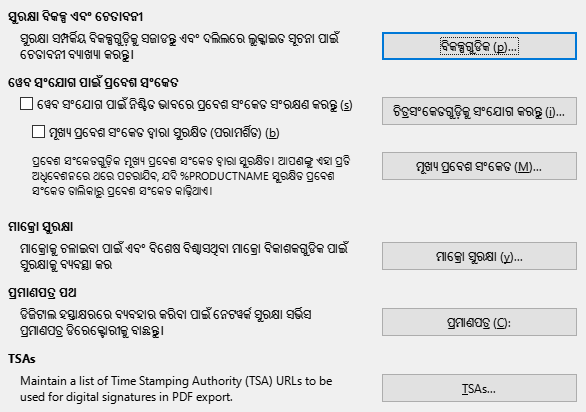 ସୁରକ୍ଷା ବିକଳ୍ପ ଏବଂ ଚେତାବନୀ
ସୁରକ୍ଷା ସମ୍ପର୍କିୟ ବିକଳ୍ପଗୁଡ଼ିକୁ ସଜାଡନ୍ତୁ ଏବଂ ଦଲିଲରେ ଲୁକ୍କାଇତ ସୂଚନା ପାଇଁ
ଚେତାବନୀ ବ୍ୟାଖ୍ୟା କରନ୍ତୁ।
ବିକଳ୍ପଗୁଡିକ (p)...
ୱେବ ସଂଯୋଗ ପାଇଁ ପ୍ରବେଶ ସଂକେତ
ୱେବ ସଂଯୋଗ ପାଇଁ ନିଶ୍ଚିତ ଭାବରେ ପ୍ରବେଶ ସଂକେତ ସଂରକ୍ଷଣ କରନ୍ତୁ (s)
ଚିତ୍ରସଂକେତଗୁଡ଼ିକୁ ସଂଯୋଗ କରନ୍ତୁ (i)...
ମୂଖ୍ୟ ପ୍ରବେଶ ସଂକେତ ଦ୍ୱାରା ସୁରକ୍ଷିତ (ପରାମର୍ଶିତ) (b)
ପ୍ରବେଶ ସଂକେତଗୁଡ଼ିକ ମୂଖ୍ୟ ପ୍ରବେଶ ସଂକେତ ଦ୍ୱାରା ସୁରକ୍ଷିତ। ଆପଣଙ୍କୁ ଏହା ପ୍ରତି
ଅଧିବେଶନରେ ଥରେ ପଚରାଯିବ, ଯଦି %PRODUCTNAME ସୁରକ୍ଷିତ ପ୍ରବେଶ
ସଂକେତ ତାଲିକାରୁ ପ୍ରବେଶ ସଂକେତ କାଢ଼ିଥାଏ।
ମୂଖ୍ୟ ପ୍ରବେଶ ସଂକେତ (M)...
ମାକ୍ରୋ ସୁରକ୍ଷା
ମାକ୍ରୋକୁ ଚଳାଇବା ପାଇଁ ଏବଂ ବିଶେଷ ବିଶ୍ୱାସଥିବା ମାକ୍ରୋ ବିକାଶକଗୁଡିକ ପାଇଁ
ସୁରକ୍ଷାକୁ ବ୍ୟବସ୍ଥା କର
ମାକ୍ରୋ ସୁରକ୍ଷା (y)...
ପ୍ରମାଣପତ୍ର ପଥ
ଡିଜିଟାଲ ହସ୍ତାକ୍ଷରରେ ବ୍ୟବହାର କରିବା ପାଇଁ ନେଟୱର୍କ ସୁରକ୍ଷା ସର୍ଭିସ
ପ୍ରମାଣପତ୍ର ଡିରେକ୍ଟୋରୀକୁ ବାଛନ୍ତୁ।
ପ୍ରମାଣପତ୍ର (C):
TSAs
Maintain a list of Time Stamping Authority (TSA) URLs to be
used for digital signatures in PDF export.
TSAs...